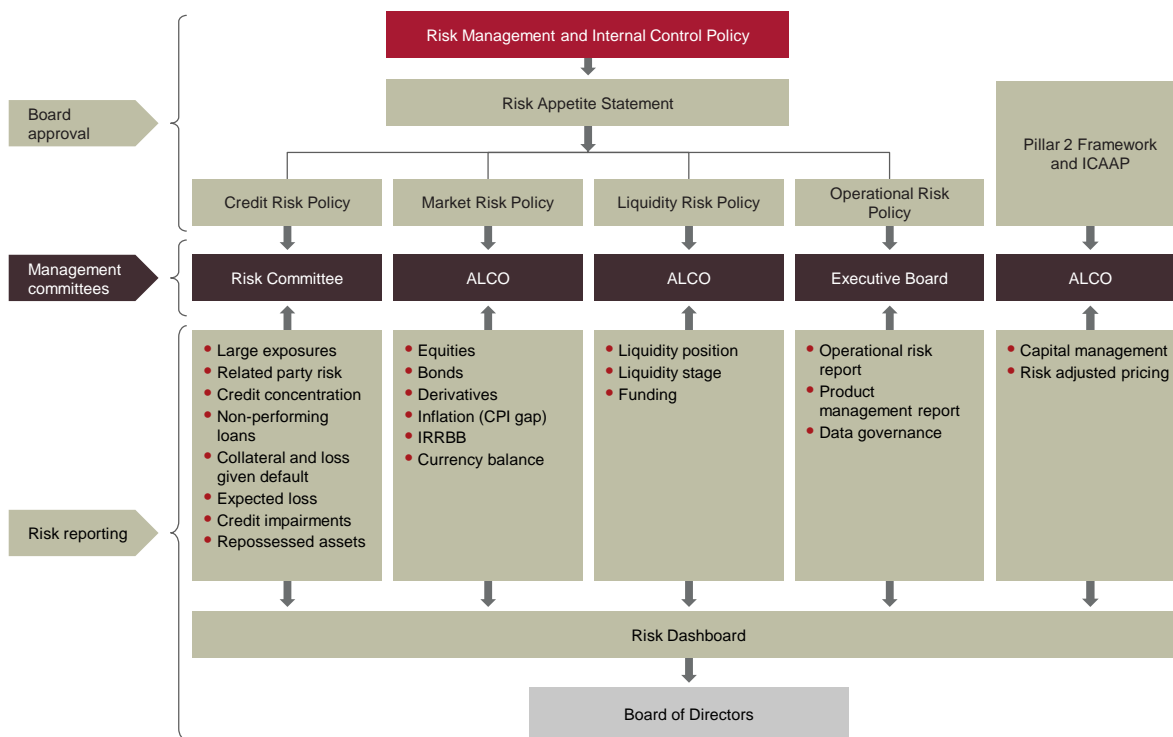 Risk Management and Internal Control Policy
Risk Appetite Statement
Board
approval
Pillar 2 Framework
and ICAAP
Credit Risk Policy
Market Risk Policy
Liquidity Risk Policy
Operational Risk
Policy
Management
committees
Risk Committee
ALCO
ALCO
Executive Board
ALCO
Risk reporting
• Large exposures
• Related party risk
• Credit concentration
• Non-performing
loans
• Collateral and loss
given default
• Expected loss
• Credit impairments
• Repossessed assets
• Equities
• Bonds
• Derivatives
• Inflation (CPI gap)
• IRRBB
• Currency balance
• Liquidity position
• Liquidity stage
• Funding
• Operational risk
report
• Product
management report
• Data governance
• Capital management
• Risk adjusted pricing
Risk Dashboard
Board of Directors